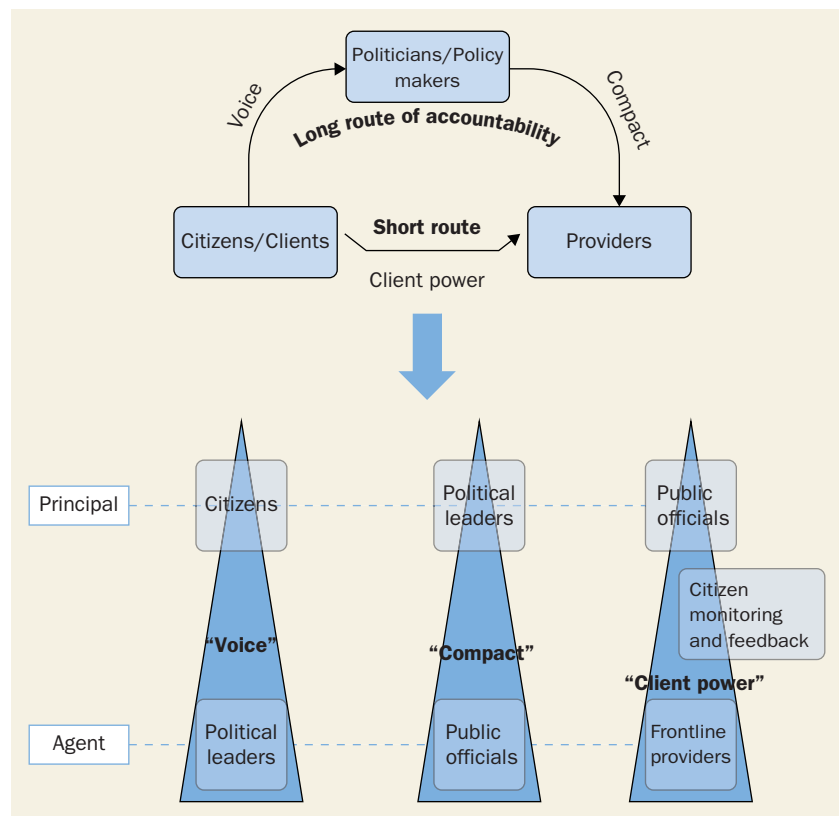 Politicians/Policy
makers
Voice
Compact
Long route of accountability
Citizens/Clients
Short route
Providers
Client power
Principal
Citizens
Political
leaders
Public
officials
Citizen
monitoring
and feedback
“Voice”
“Compact”
“Client power”
Agent
Political
leaders
Public
officials
Frontline
providers